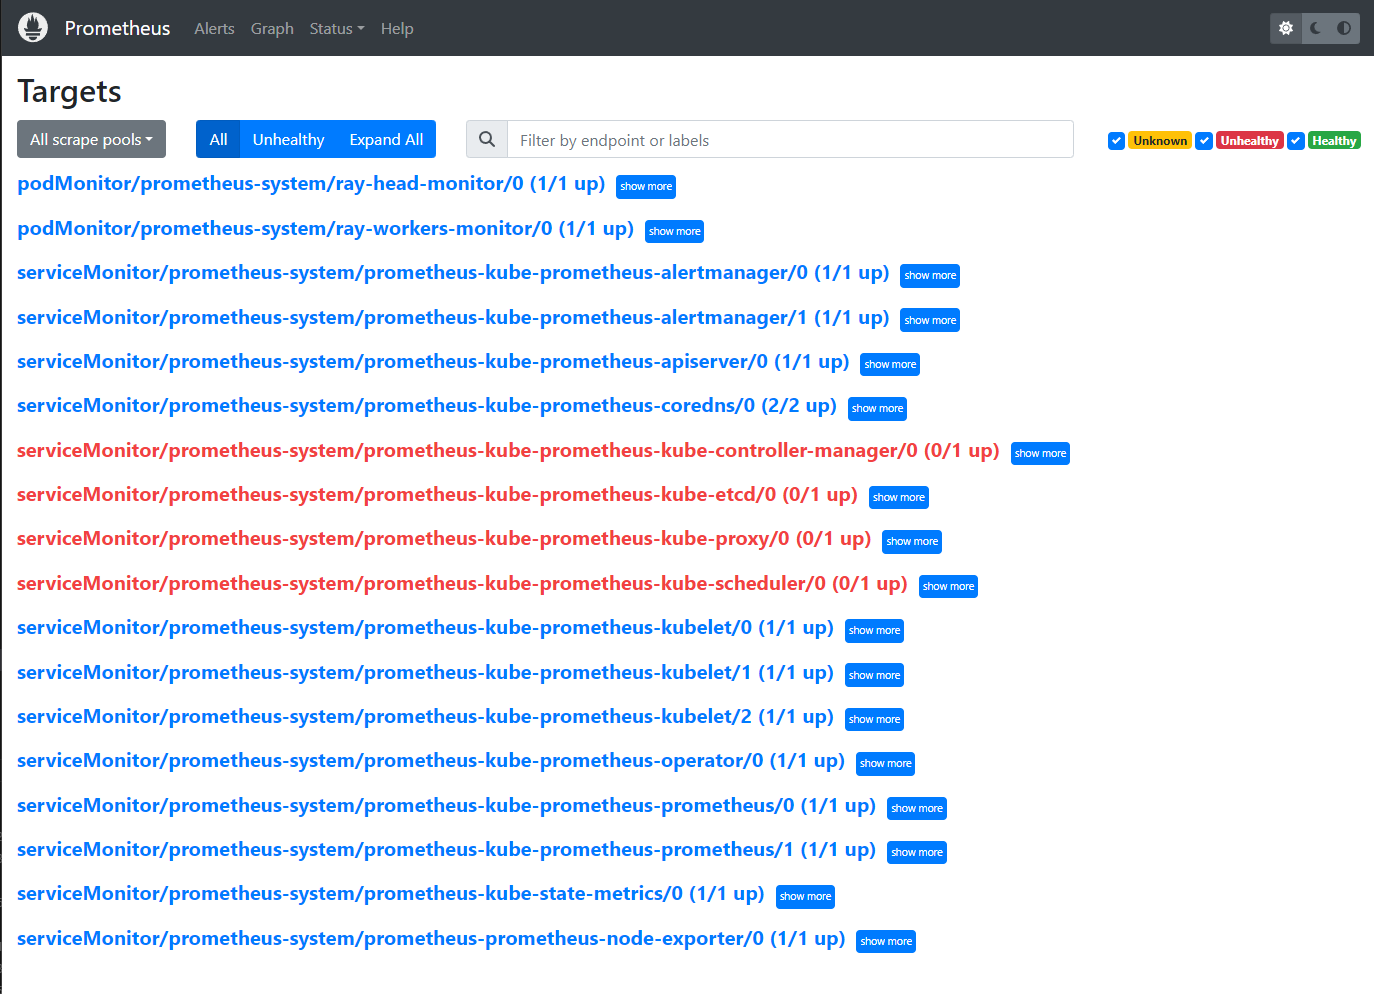 Prometheus Alerts Graph Status Help
Targets
All scrape pools All Unhealthy Expand All Filter by endpoint or labels Unknown Unhealthy Healthy
podMonitor/prometheus-system/ray-head-monitor/0 (1/1 up) show more
podMonitor/prometheus-system/ray-workers-monitor/0 (1/1 up) show more
serviceMonitor/prometheus-system/prometheus-kube-prometheus-alertmanager/0 (1/1 up) show more
serviceMonitor/prometheus-system/prometheus-kube-prometheus-alertmanager/1 (1/1 up) show more
serviceMonitor/prometheus-system/prometheus-kube-prometheus-apiserver/0 (1/1 up) show more
serviceMonitor/prometheus-system/prometheus-kube-prometheus-coredns/0 (2/2 up) show more
serviceMonitor/prometheus-system/prometheus-kube-prometheus-kube-controller-manager/0 (0/1 up) show more
serviceMonitor/prometheus-system/prometheus-kube-prometheus-kube-etcd/0 (0/1 up) show more
serviceMonitor/prometheus-system/prometheus-kube-prometheus-kube-proxy/0 (0/1 up) show more
serviceMonitor/prometheus-system/prometheus-kube-prometheus-kube-scheduler/0 (0/1 up) show more
serviceMonitor/prometheus-system/prometheus-kube-prometheus-kubelet/0 (1/1 up) show more
serviceMonitor/prometheus-system/prometheus-kube-prometheus-kubelet/1 (1/1 up) show more
serviceMonitor/prometheus-system/prometheus-kube-prometheus-kubelet/2 (1/1 up) show more
serviceMonitor/prometheus-system/prometheus-kube-prometheus-operator/0 (1/1 up) show more
serviceMonitor/prometheus-system/prometheus-kube-prometheus-prometheus/0 (1/1 up) show more
serviceMonitor/prometheus-system/prometheus-kube-prometheus-prometheus/1 (1/1 up) show more
serviceMonitor/prometheus-system/prometheus-kube-state-metrics/0 (1/1 up) show more
serviceMonitor/prometheus-system/prometheus-prometheus-node-exporter/0 (1/1 up) show more